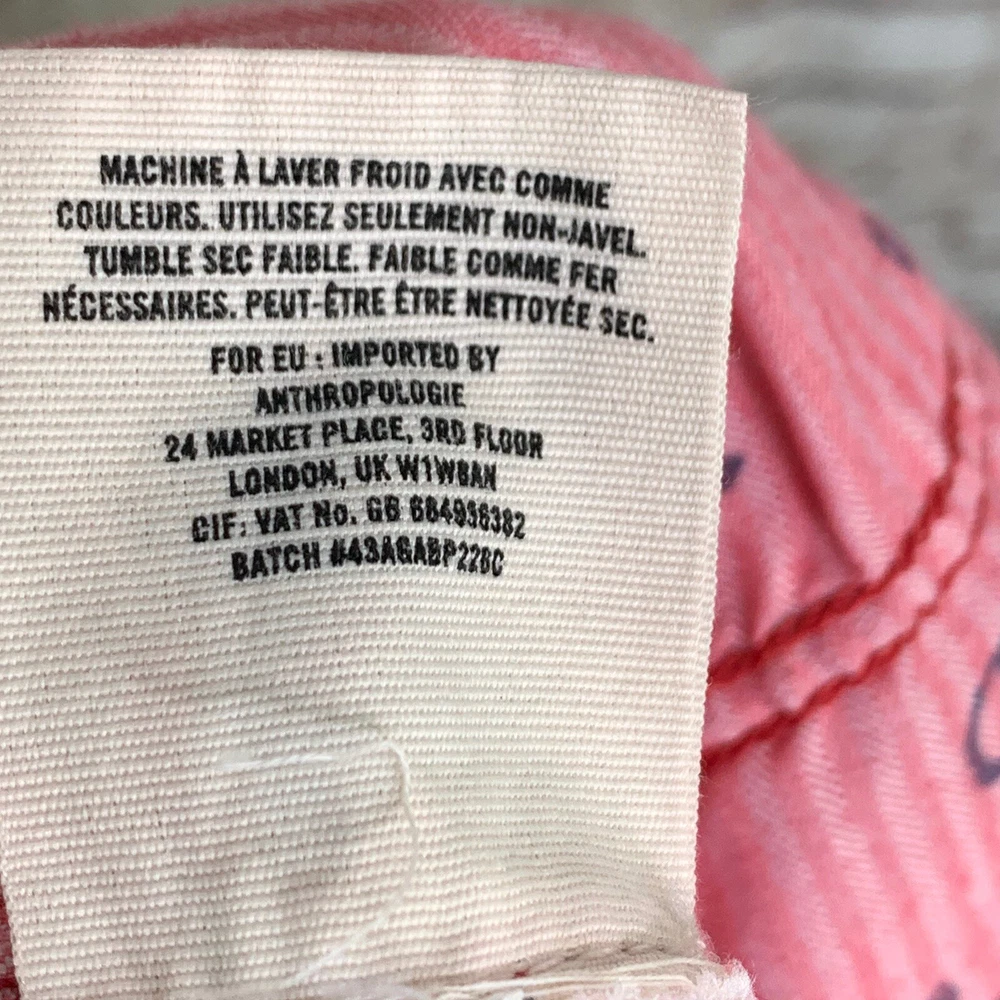 MACHINE À LAVER FROID AVEC COMME
COULEURS. UTILISEZ SEULEMENT NON-JAVEL.
TUMBLE SEC FAIBLE. FAIBLE COMME FER
NÉCESSAIRES. PEUT-ÊTRE ÊTRE NETTOYÉE SEC.
FOR EU : IMPORTED BY
ANTHROPOLOGIE
24 MARKET PLACE, 3RD FLOOR
LONDON, UK W1W8AN
CIF: VAT No. GB 684936382
BATCH